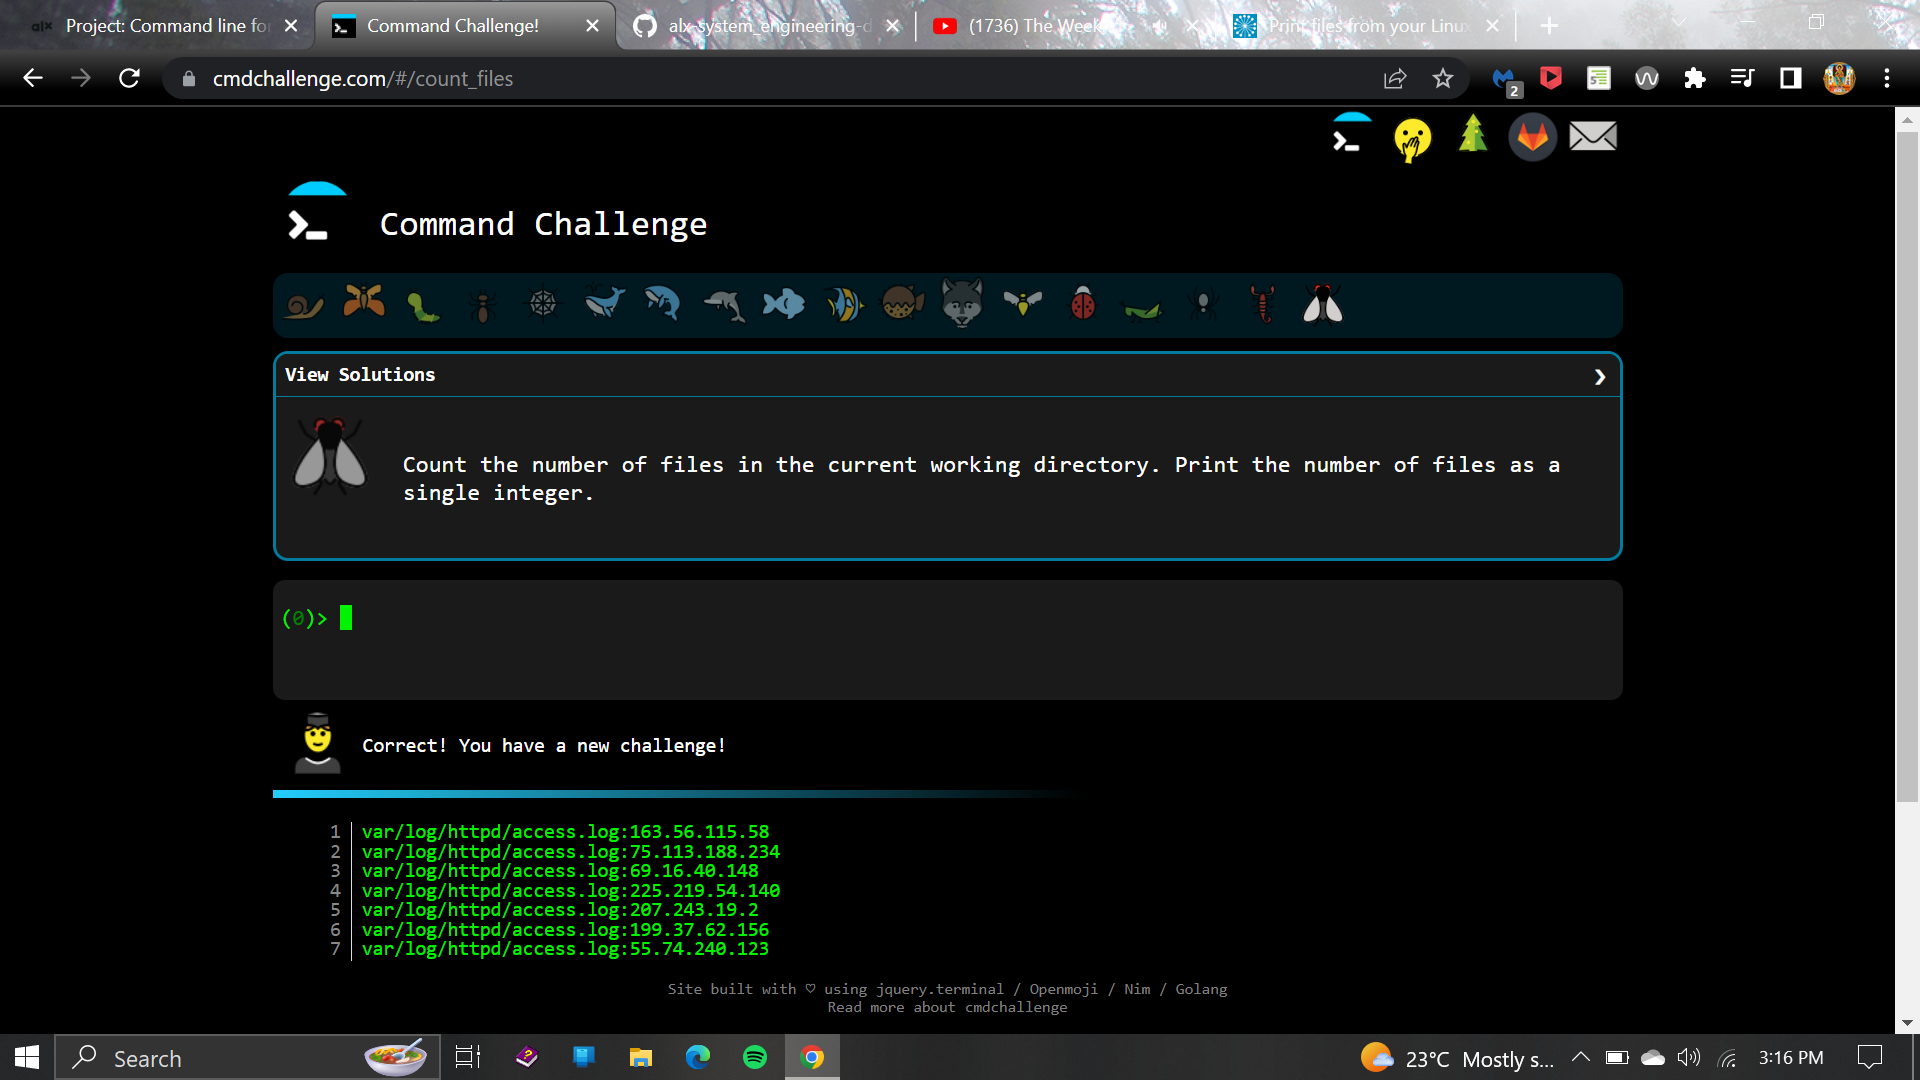 alx Project: Command line fo
Command Challenge!
alx-system_engineering-d
(1736) The Week
Print files from your Linux
cmdchallenge.com/#/count_files
2
Command Challenge
View Solutions
Count the number of files in the current working directory. Print the number of files as a
single integer.
(0)>
Correct! You have a new challenge!
1 var/log/httpd/access.log:163.56.115.58
2 var/log/httpd/access.log:75.113.188.234
3 var/log/httpd/access.log:69.16.40.148
4 var/log/httpd/access.log:225.219.54.140
5 var/log/httpd/access.log:207.243.19.2
6 var/log/httpd/access.log:199.37.62.156
7 var/log/httpd/access.log:55.74.240.123
Site built with ♡ using jquery.terminal / Openmoji / Nim / Golang
Read more about cmdchallenge
Search
23°C Mostly s...
3:16 PM